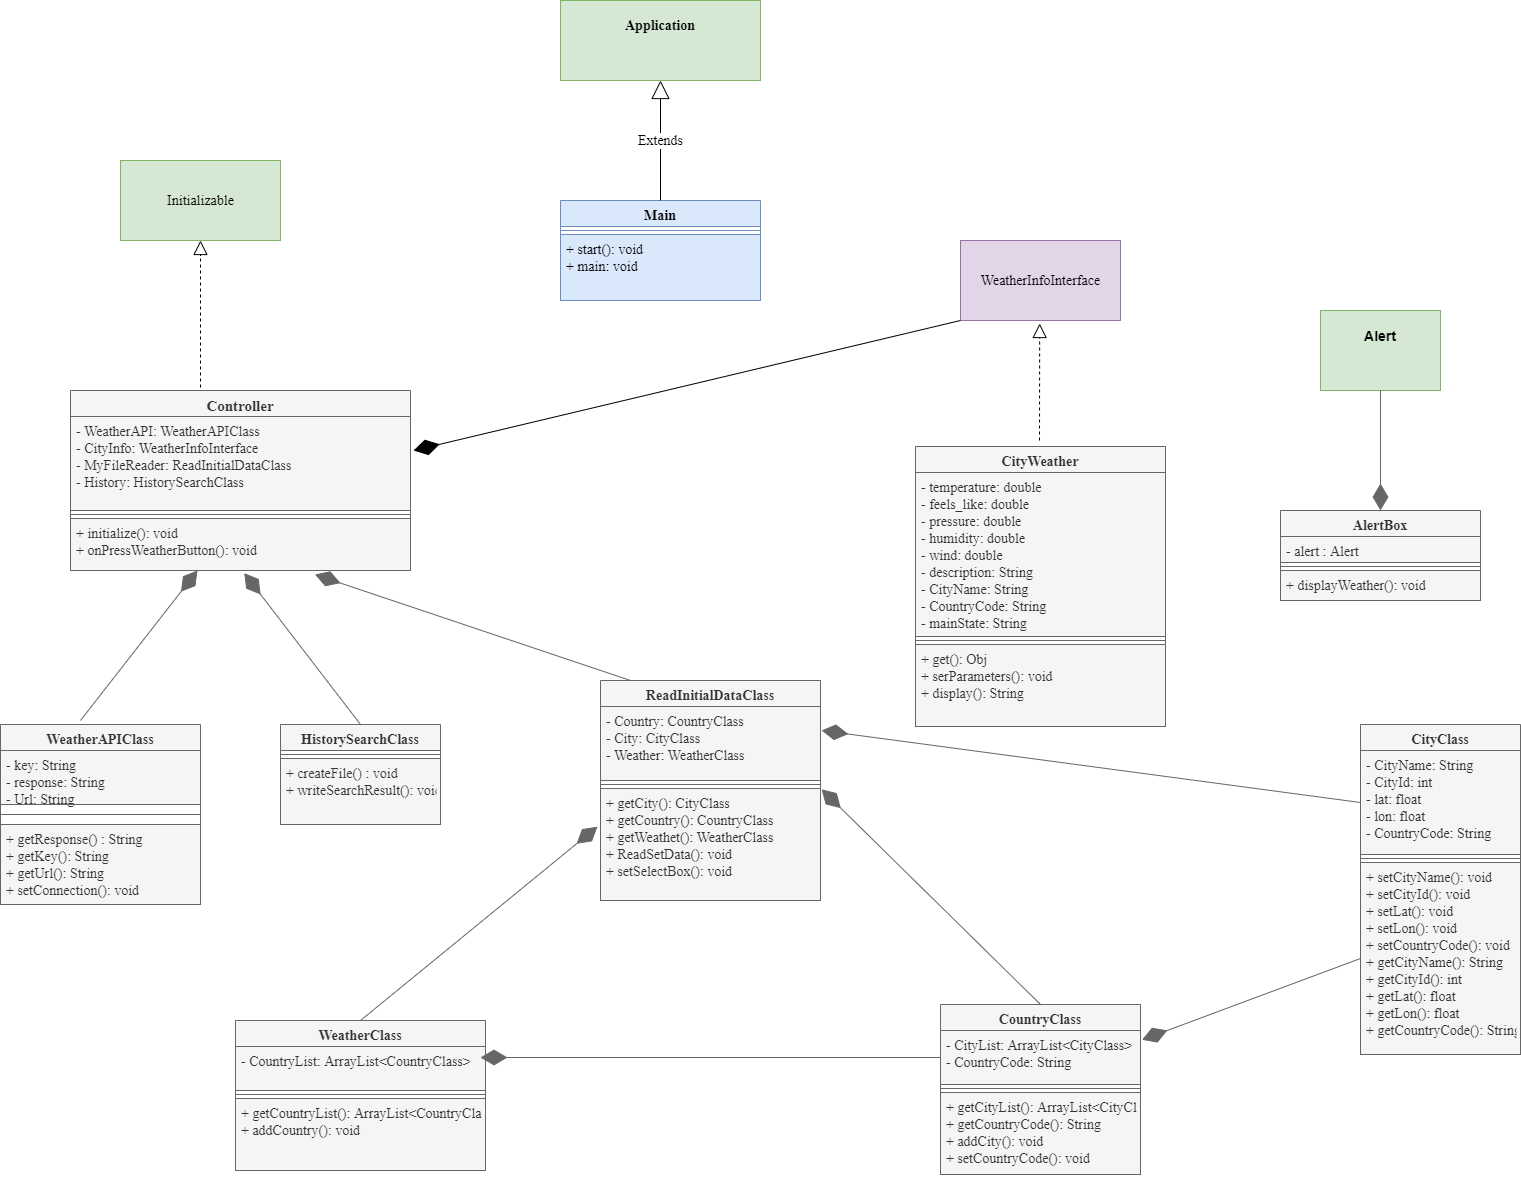 Application
Extends
Initializable
Main
+ start(): void
+ main: void
WeatherInfoInterface
Alert
Controller
- WeatherAPI: WeatherAPIClass
- CityInfo: WeatherInfoInterface
- MyFileReader: ReadInitialDataClass
- History: HistorySearchClass
+ initialize(): void
+ onPressWeatherButton(): void
CityWeather
- temperature: double
- feels_like: double
- pressure: double
- humidity: double
- wind: double
- description: String
- CityName: String
- CountryCode: String
- mainState: String
+ get(): Obj
+ serParameters(): void
+ display(): String
AlertBox
- alert : Alert
+ displayWeather(): void
WeatherAPIClass
- key: String
- response: String
- Url: String
+ getResponse() : String
+ getKey(): String
+ getUrl(): String
+ setConnection(): void
HistorySearchClass
+ createFile() : void
+ writeSearchResult(): voi
ReadInitialDataClass
- Country: CountryClass
- City: CityClass
- Weather: WeatherClass
+ getCity(): CityClass
+ getCountry(): CountryClass
+ getWeathet(): WeatherClass
+ ReadSetData(): void
+ setSelectBox(): void
CityClass
- CityName: String
- CityId: int
- lat: float
- lon: float
- CountryCode: String
+ setCityName(): void
+ setCityId(): void
+ setLat(): void
+ setLon(): void
+ setCountryCode(): void
+ getCityName(): String
+ getCityId(): int
+ getLat(): float
+ getLon(): float
+ getCountryCode(): String
WeatherClass
- CountryList: ArrayList<CountryClass>
+ getCountryList(): ArrayList<CountryCla
+ addCountry(): void
CountryClass
- CityList: ArrayList<CityClass>
- CountryCode: String
+ getCityList(): ArrayList<CityCl
+ getCountryCode(): String
+ addCity(): void
+ setCountryCode(): void